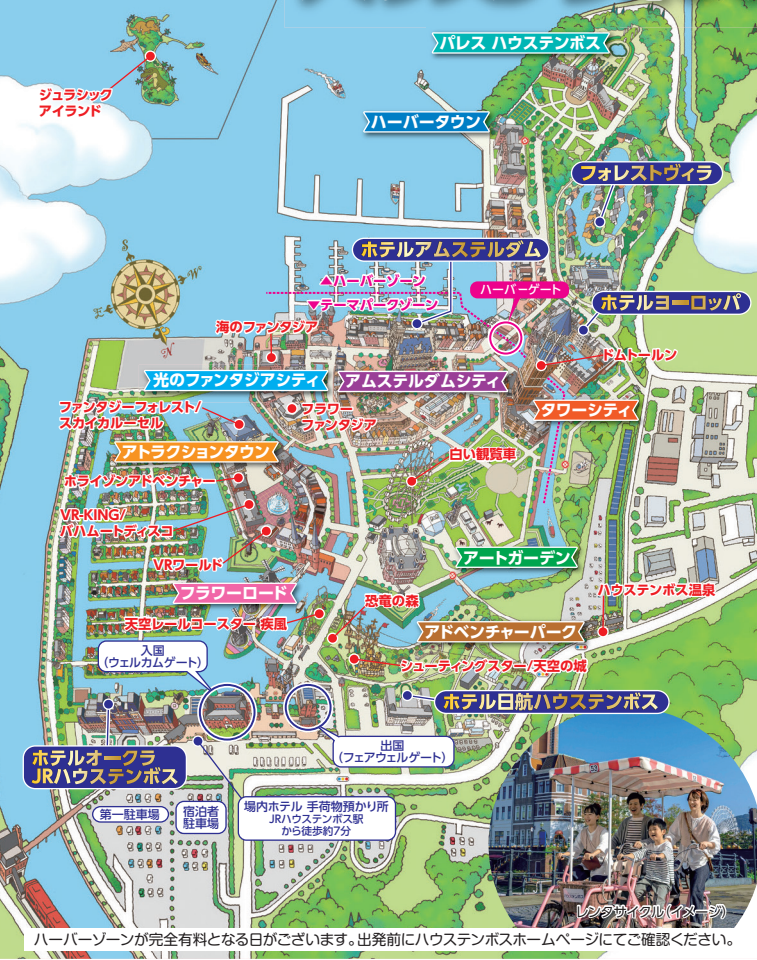 パレス ハウステンボス
ジュラシック
アイランド
ハーバータウン
フォレストヴィラ
ホテルアムステルダム
S
W
E
N
▲ハーバーゾーン
▼テーマパークゾーン
ハーバーゲート
ホテルヨーロッパ
海のファンタジア
ドムトールン
光のファンタジアシティ
アムステルダムシティ
タワーシティ
ファンタジーフォレスト/
スカイカルーセル
フラワー
ファンタジア
アトラクションタウン
白い観覧車
ホライゾンアドベンチャー
VR-KING/
バハムートディスコ
VRワールド
アートガーデン
フラワーロード
恐竜の森
ハウステンボス温泉
天空レールコースター 疾風
アドベンチャーパーク
入国
(ウェルカムゲート)
シューティングスター/天空の城
ホテル日航ハウステンボス
出国
(フェアウェルゲート)
ホテルオークラ
JRハウステンボス
第一駐車場
宿泊者
駐車場
場内ホテル 手荷物預かり所
JRハウステンボス駅
から徒歩約7分
レンタサイクル(イメージ)
ハーバーゾーンが完全有料となる日がございます。出発前にハウステンボスホームページにてご確認ください。